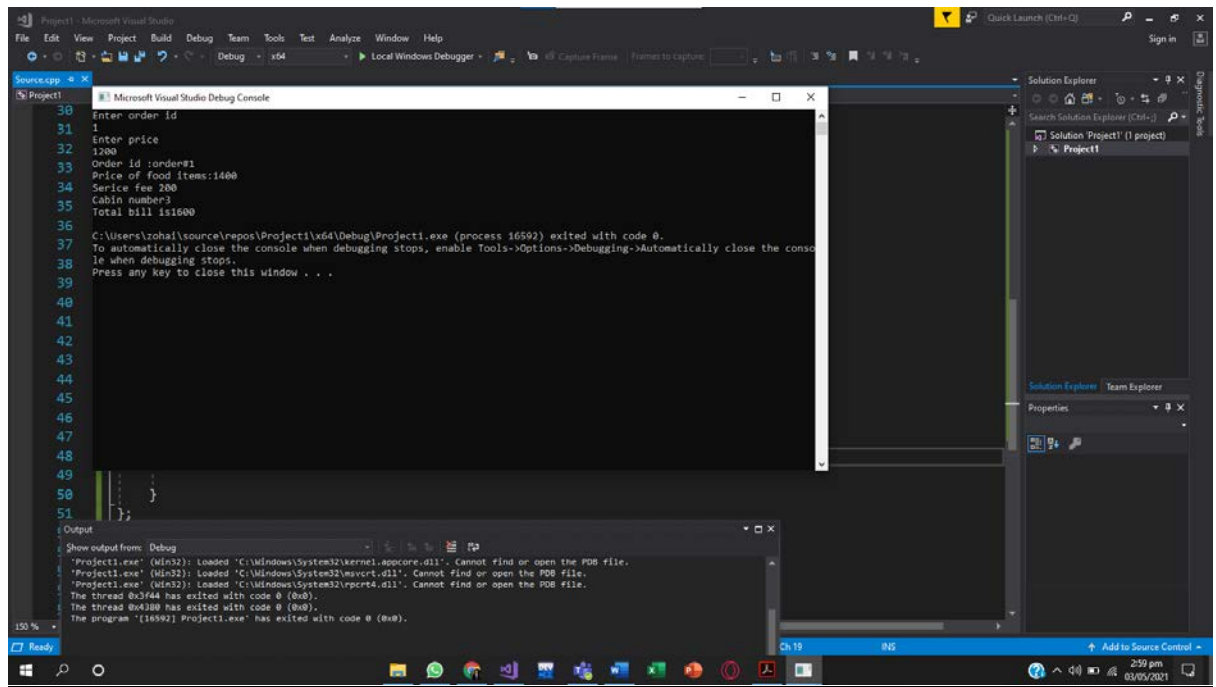 Project1 - Microsoft Visual Studio
Quick Launch (Ctrl+Q)
File Edit View Project Build Debug Team Tools Test Analyze Window Help
Sign in
Debug x64 Local Windows Debugger Capture Frame Frames to capture:
Source.cpp
Project1
Microsoft Visual Studio Debug Console
30
31
32
33
34
35
36
37
38
39
40
41
42
43
44
45
46
47
48
49
50 }
51 };
Enter order id
1
Enter price
1200
Order id :order#1
Price of food items:1400
Serice fee 200
Cabin number3
Total bill is1600
C:\Users\zohai\source\repos\Project1\x64\Debug\Project1.exe (process 16592) exited with code 0.
To automatically close the console when debugging stops, enable Tools->Options->Debugging->Automatically close the conso
le when debugging stops.
Press any key to close this window . . .
Solution Explorer
Search Solution Explorer (Ctrl+;)
Solution 'Project1' (1 project)
Project1
Solution Explorer Team Explorer
Properties
Diagnostic Tools
Output
Show output from: Debug
'Project1.exe' (Win32): Loaded 'C:\Windows\System32\kernel.appcore.dll'. Cannot find or open the PDB file.
'Project1.exe' (Win32): Loaded 'C:\Windows\System32\msvcrt.dll'. Cannot find or open the PDB file.
'Project1.exe' (Win32): Loaded 'C:\Windows\System32\rpcrt4.dll'. Cannot find or open the PDB file.
The thread 0x3f44 has exited with code 0 (0x0).
The thread 0x4380 has exited with code 0 (0x0).
The program '[16592] Project1.exe' has exited with code 0 (0x0).
150 %
Ready Ch 19 INS Add to Source Control
2:59 pm
03/05/2021